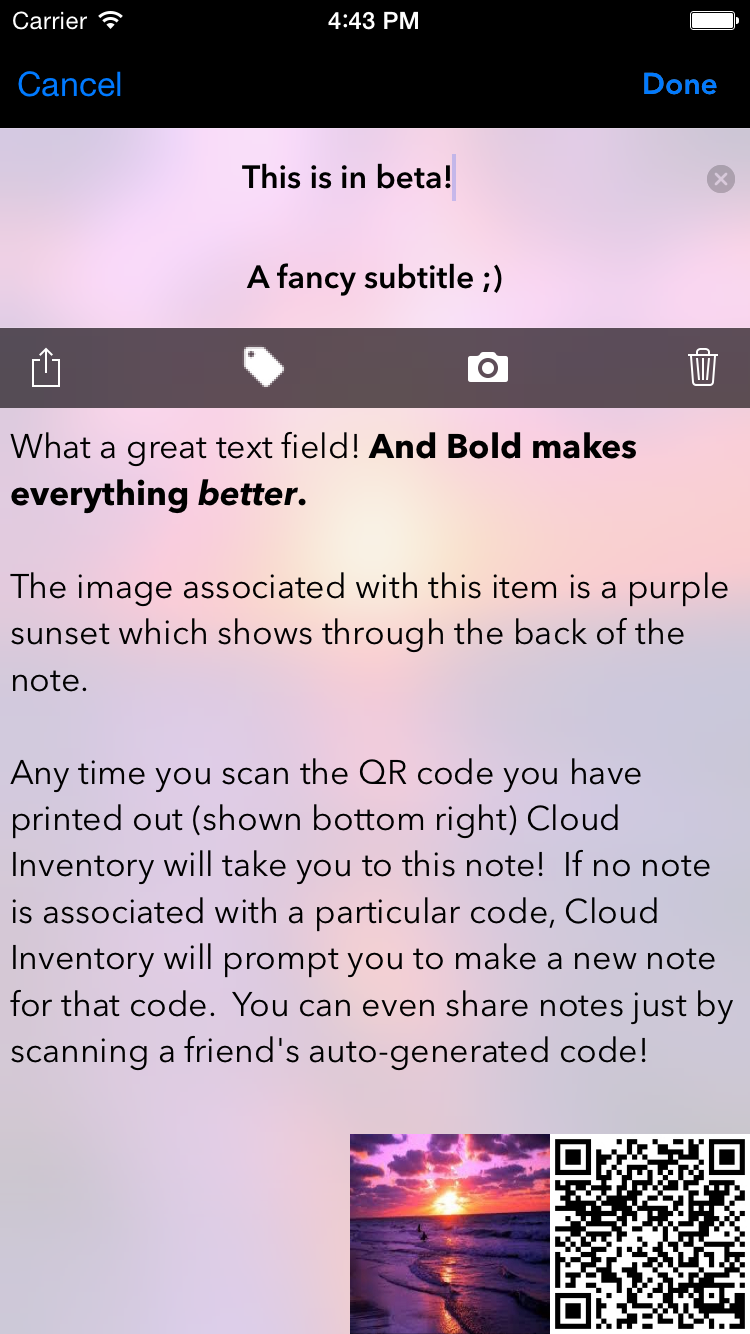 Carrier 4:43 PM
Cancel Done
This is in beta!
A fancy subtitle ;)
What a great text field! And Bold makes
everything better.
The image associated with this item is a purple
sunset which shows through the back of the
note.
Any time you scan the QR code you have
printed out (shown bottom right) Cloud
Inventory will take you to this note!  If no note
is associated with a particular code, Cloud
Inventory will prompt you to make a new note
for that code.  You can even share notes just by
scanning a friend's auto-generated code!